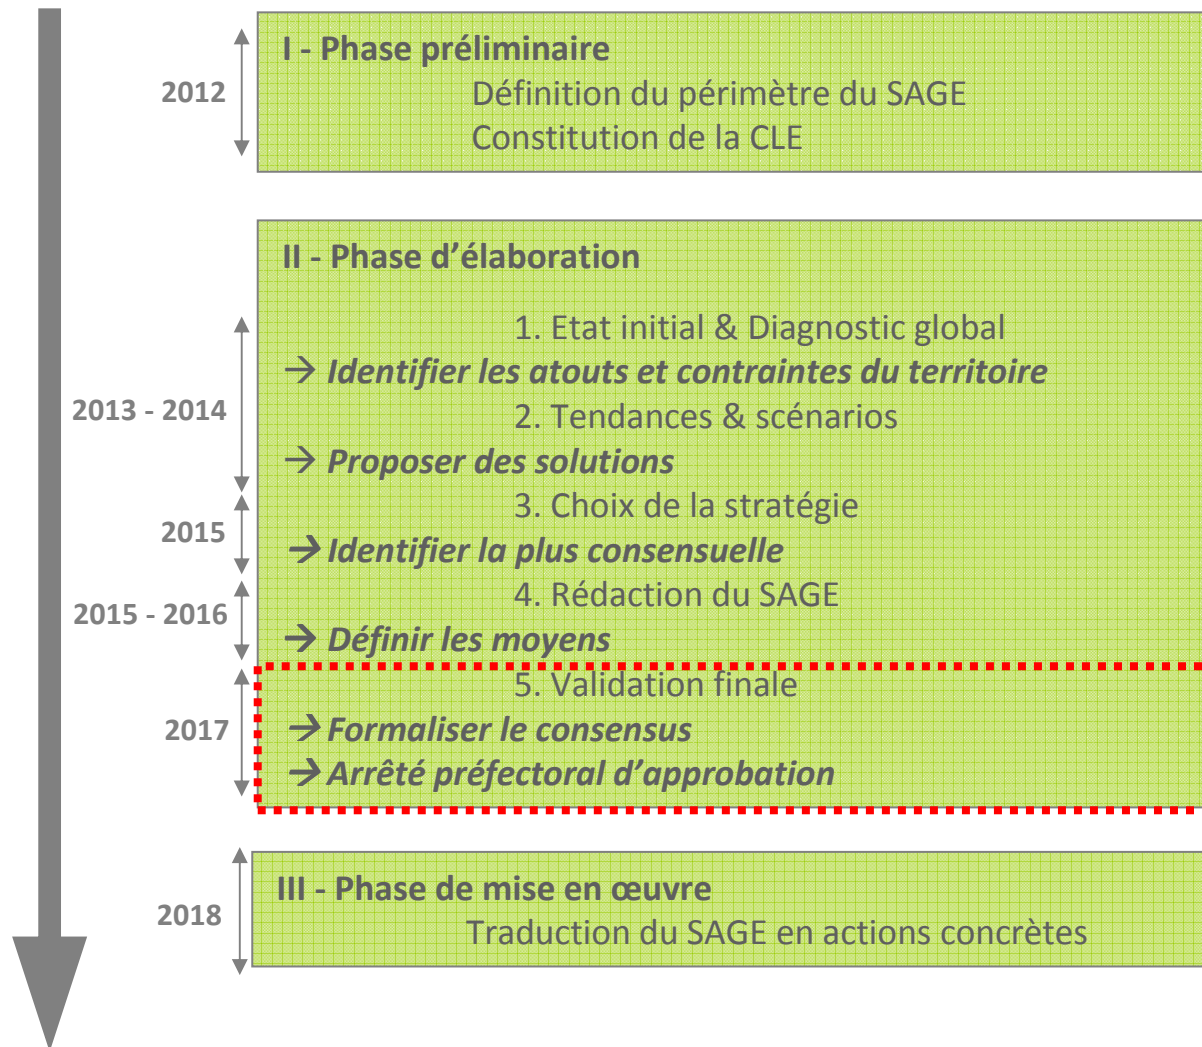 I - Phase préliminaire
2012
Définition du périmètre du SAGE
Constitution de la CLE
II - Phase d’élaboration
1. Etat initial & Diagnostic global
→ Identifier les atouts et contraintes du territoire
2013 - 2014
2. Tendances & scénarios
→ Proposer des solutions
3. Choix de la stratégie
2015
→ Identifier la plus consensuelle
4. Rédaction du SAGE
2015 - 2016
→ Définir les moyens
5. Validation finale
2017
→ Formaliser le consensus
→ Arrêté préfectoral d’approbation
III - Phase de mise en œuvre
2018
Traduction du SAGE en actions concrètes